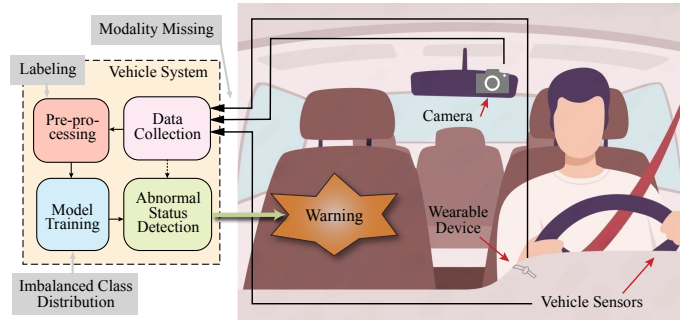 Modality Missing
Labeling
Vehicle System
Pre-pro-
cessing
Data
Collection
Camera
Model
Training
Abnormal
Status
Detection
Warning
Wearable
Device
Imbalanced Class
Distribution
Vehicle Sensors